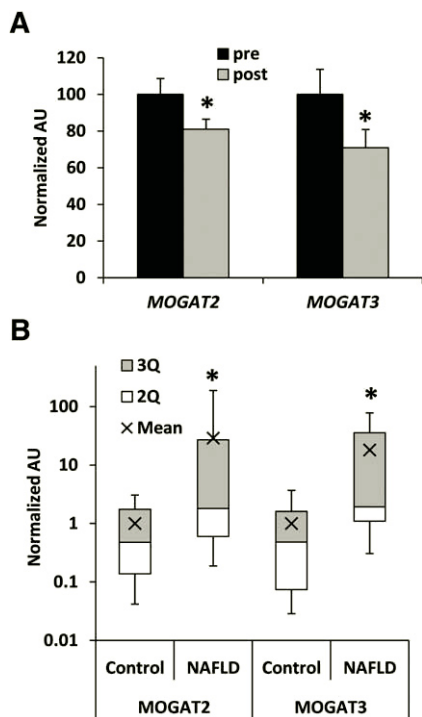 A
120
100
80
60
40
20
0
Normalized AU
pre
post
*
*
MOGAT2
MOGAT3
B
3Q
2Q
Mean
100
10
1
0.1
0.01
Normalized AU
*
*
Control
NAFLD
Control
NAFLD
MOGAT2
MOGAT3